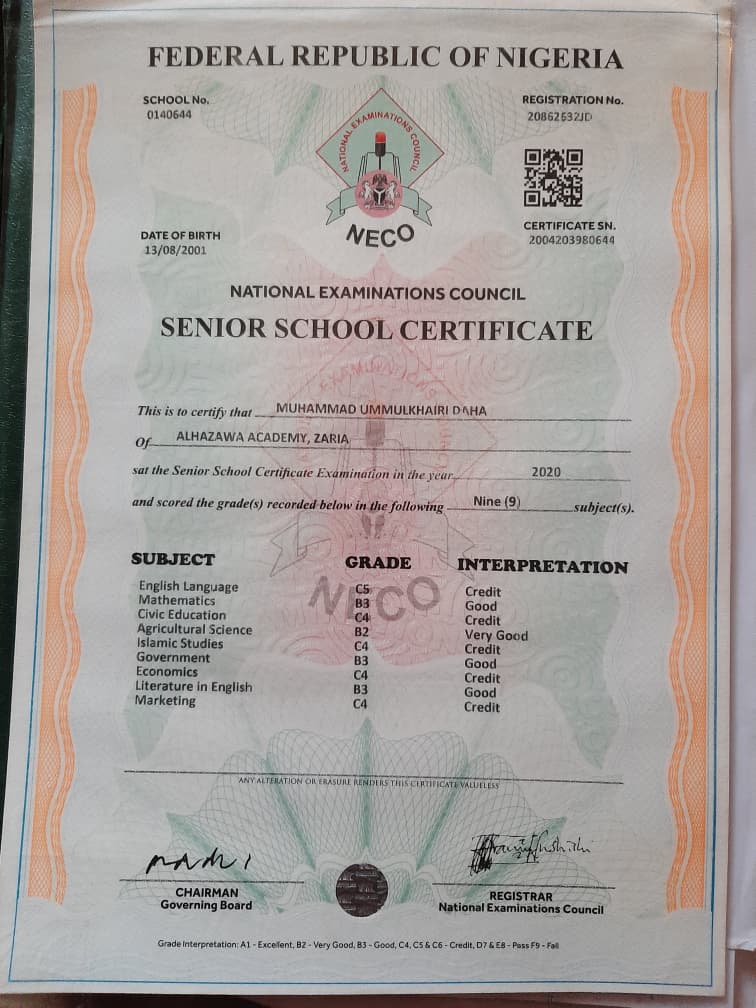 FEDERAL REPUBLIC OF NIGERIA
SCHOOL No.
0140644
REGISTRATION No.
20862632JD
NATIONAL EXAMINATIONS COUNCIL
NECO
DATE OF BIRTH
13/08/2001
CERTIFICATE SN.
2004203980644
NATIONAL EXAMINATIONS COUNCIL
SENIOR SCHOOL CERTIFICATE
This is to certify that MUHAMMAD UMMULKHAIRI DAHA
Of ALHAZAWA ACADEMY, ZARIA
sat the Senior School Certificate Examination in the year 2020
and scored the grade(s) recorded below in the following Nine (9) subject(s).
SUBJECT GRADE INTERPRETATION
English Language C5 Credit
Mathematics B3 Good
Civic Education C4 Credit
Agricultural Science B2 Very Good
Islamic Studies C4 Credit
Government B3 Good
Economics C4 Credit
Literature in English B3 Good
Marketing C4 Credit
NECO
ANY ALTERATION OR ERASURE RENDERS THIS CERTIFICATE VALUELESS
CHAIRMAN
Governing Board
REGISTRAR
National Examinations Council
Grade Interpretation: A1 - Excellent, B2 - Very Good, B3 - Good, C4, C5 & C6 - Credit, D7 & E8 - Pass F9 - Fail